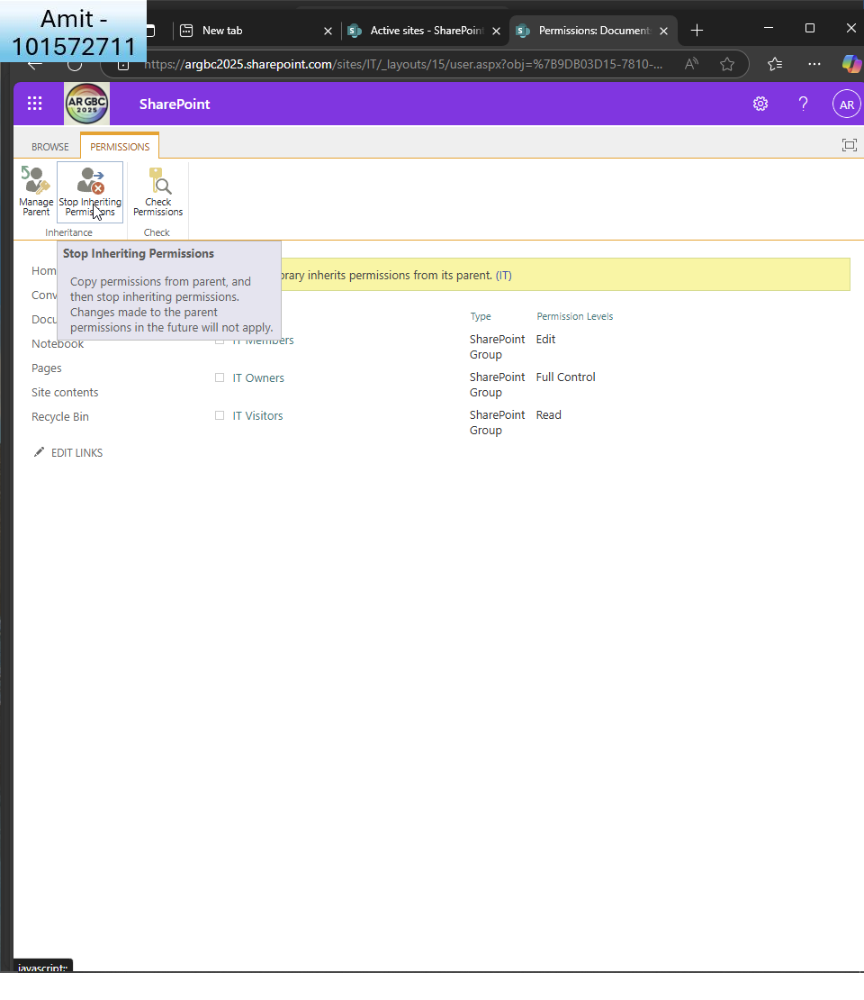 Amit -
101572711
New tab
Active sites - SharePoint
Permissions: Document
https://argbc2025.sharepoint.com/sites/IT/_layouts/15/user.aspx?obj=%7B9DB03D15-7810-...
AR GBC
2025
SharePoint
AR
BROWSE
PERMISSIONS
Manage
Parent
Stop Inheriting
Permissions
Check
Permissions
Inheritance
Check
Stop Inheriting Permissions
Copy permissions from parent, and
then stop inheriting permissions.
Changes made to the parent
permissions in the future will not apply.
brary inherits permissions from its parent. (IT)
Hom
Conv
Docu
Notebook
Pages
Site contents
Recycle Bin
EDIT LINKS
Type
Permission Levels
IT Members
SharePoint
Group
Edit
IT Owners
SharePoint
Group
Full Control
IT Visitors
SharePoint
Group
Read
javascript:;